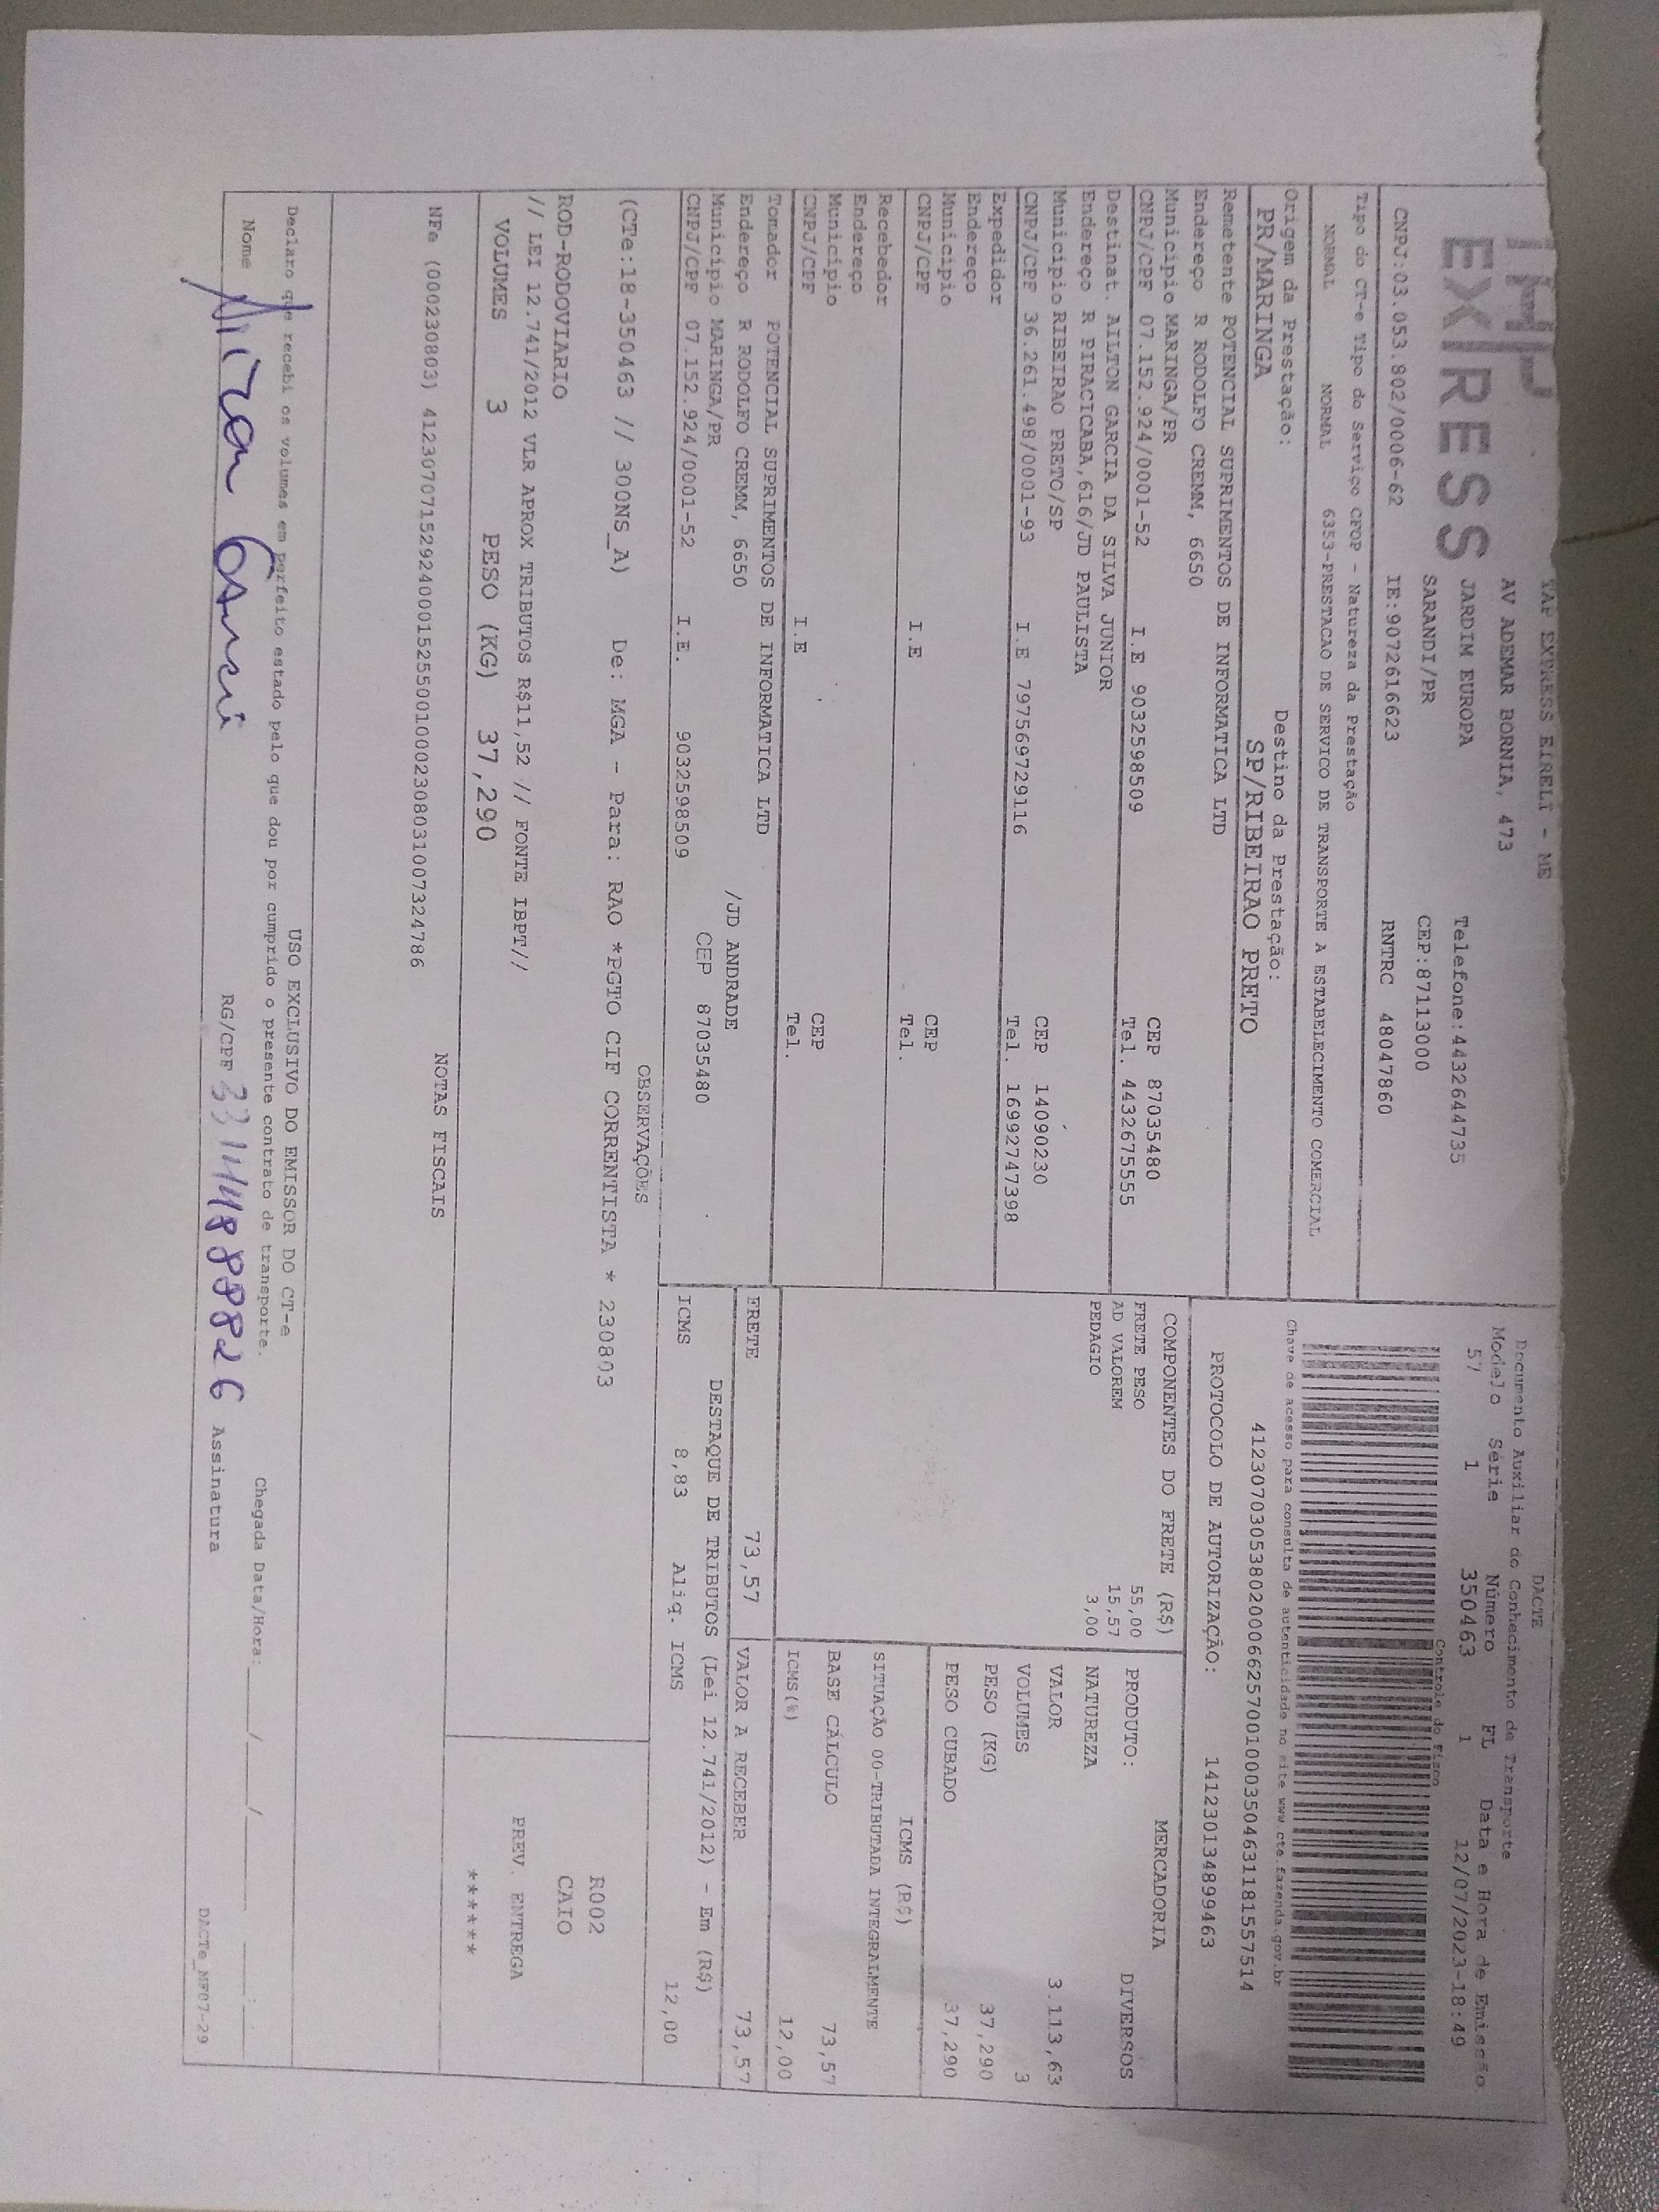 EXPRESS
TAP EXPRESS EIRELI - ME
AV ADEMAR BORNIA, 473
JARDIM EUROPA Telefone:4432644735
SARANDI/PR CEP:87113000
CNPJ:03.053.802/0006-62 IE:9072616623 RNTRC 48047860
DACTE
Documento Auxiliar do Conhecimento de Transporte
Modelo Série Número FL Data e Hora de Emissão
57 1 350463 1 12/07/2023-18:49
Controle do Fisco
Tipo do CT-e Tipo do Serviço CFOP - Natureza da Prestação
NORMAL NORMAL 6353-PRESTACAO DE SERVICO DE TRANSPORTE A ESTABELECIMENTO COMERCIAL
Chave de acesso para consulta de autenticidade no site www.cte.fazenda.gov.br
41230703053802000662570010003504631181557514
PROTOCOLO DE AUTORIZAÇÃO: 141230134899463
Origem da Prestação: Destino da Prestação:
PR/MARINGA SP/RIBEIRAO PRETO
Remetente POTENCIAL SUPRIMENTOS DE INFORMATICA LTD
Endereço R RODOLFO CREMM, 6650
Município MARINGA/PR CEP 87035480
CNPJ/CPF 07.152.924/0001-52 I.E 9032598509 Tel. 4432675555
Destinat. AILTON GARCIA DA SILVA JUNIOR
Endereço R PIRACICABA,616/JD PAULISTA
Município RIBEIRAO PRETO/SP CEP 14090230
CNPJ/CPF 36.261.498/0001-93 I.E 797569729116 Tel. 16992747398
Expedidor
Endereço
Município CEP
CNPJ/CPF I.E Tel.
Recebedor
Endereço
Município CEP
CNPJ/CPF I.E Tel.
Tomador POTENCIAL SUPRIMENTOS DE INFORMATICA LTD
Endereço R RODOLFO CREMM, 6650 /JD ANDRADE
Município MARINGA/PR CEP 87035480
CNPJ/CPF 07.152.924/0001-52 I.E. 9032598509
COMPONENTES DO FRETE (R$)
FRETE PESO 55,00
AD VALOREM 15,57
PEDAGIO 3,00
MERCADORIA
PRODUTO: DIVERSOS
NATUREZA
VALOR 3.113,63
VOLUMES 3
PESO (KG) 37,290
PESO CUBADO 37,290
ICMS (R$)
SITUAÇÃO 00-TRIBUTADA INTEGRALMENTE
BASE CÁLCULO 73,57
ICMS(%) 12,00
FRETE 73,57 VALOR A RECEBER 73,57
DESTAQUE DE TRIBUTOS (Lei 12.741/2012) - Em (R$)
ICMS 8,83 Aliq. ICMS 12,00
OBSERVAÇÕES
(CTe:18-350463 // 300NS_A) De: MGA - Para: RAO *PGTO CIF CORRENTISTA * 230803
ROD-RODOVIARIO
// LEI 12.741/2012 VLR APROX TRIBUTOS R$11,52 // FONTE IBPT//
VOLUMES 3 PESO (KG) 37,290
R002
CAIO
PREV. ENTREGA
******
NOTAS FISCAIS
NFe (000230803) 41230707152924000152550010002308031007324786
USO EXCLUSIVO DO EMISSOR DO CT-e
Declaro que recebi os volumes em perfeito estado pelo que dou por cumprido o presente contrato de transporte.
Chegada Data/Hora:____/____/____ ____:____
Nome RG/CPF Assinatura
DACTe_MF07-29